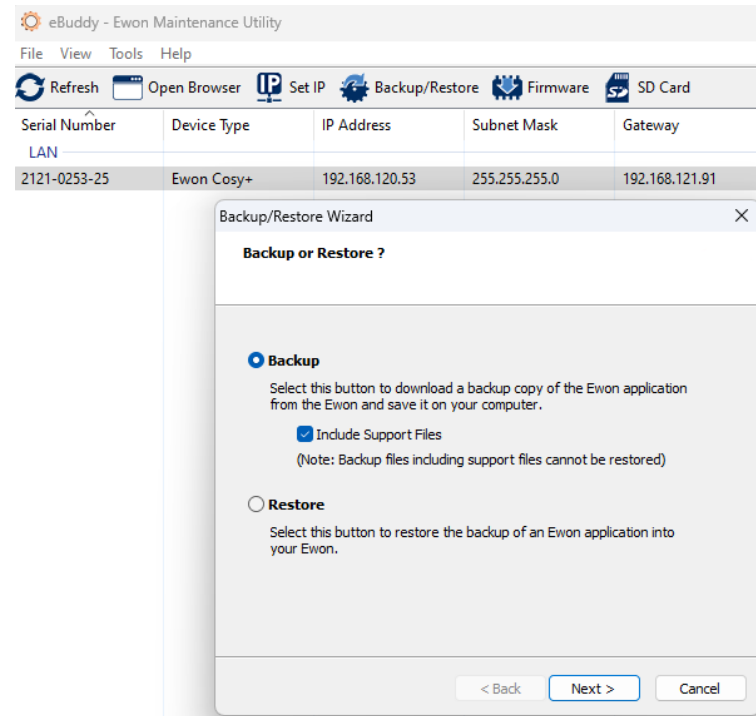 eBuddy - Ewon Maintenance Utility
File View Tools Help
Refresh Open Browser IP Set IP Backup/Restore Firmware SD SD Card
Serial Number Device Type IP Address Subnet Mask Gateway
LAN
2121-0253-25 Ewon Cosy+ 192.168.120.53 255.255.255.0 192.168.121.91
Backup/Restore Wizard
Backup or Restore ?
Backup
Select this button to download a backup copy of the Ewon application
from the Ewon and save it on your computer.
Include Support Files
(Note: Backup files including support files cannot be restored)
Restore
Select this button to restore the backup of an Ewon application into
your Ewon.
< Back Next > Cancel